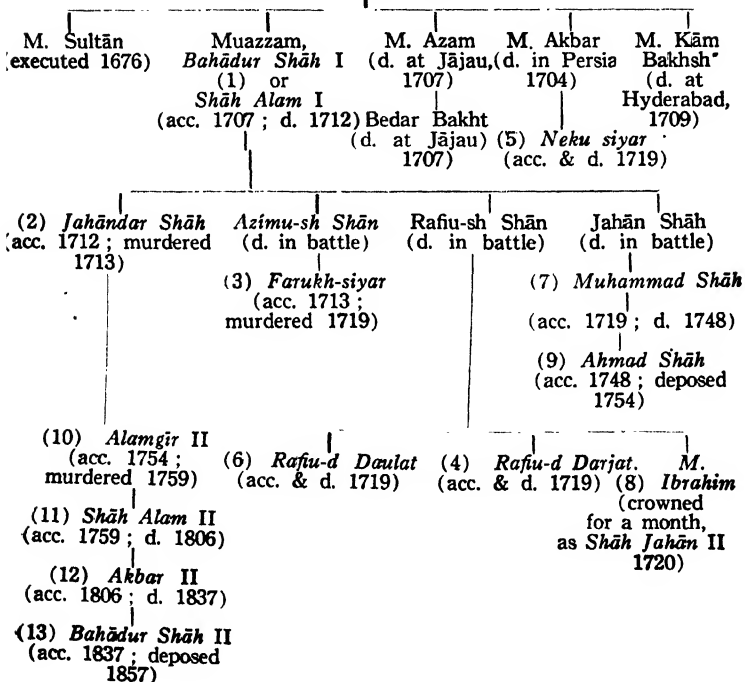 M. Sultān
(executed 1676)
Muazzam,
Bahādur Shāh I
(1) or
Shāh Alam I
(acc. 1707 ; d. 1712)
M. Azam
(d. at Jājau,
1707)
Bedar Bakht
(d. at Jājau)
1707)
M. Akbar
(d. in Persia
1704)
(5) Neku siyar
(acc. & d. 1719)
M. Kām
Bakhsh
(d. at
Hyderabad,
1709)
(2) Jahāndar Shāh
(acc. 1712 ; murdered
1713)
Azimu-sh Shān
(d. in battle)
(3) Farukh-siyar
(acc. 1713 ;
murdered 1719)
Rafiu-sh Shān
(d. in battle)
Jahān Shāh
(d. in battle)
(7) Muhammad Shāh
(acc. 1719 ; d. 1748)
(9) Ahmad Shāh
(acc. 1748 ; deposed
1754)
(10) Alamgīr II
(acc. 1754 ;
murdered 1759)
(11) Shāh Alam II
(acc. 1759 ; d. 1806)
(12) Akbar II
(acc. 1806 ; d. 1837)
(13) Bahādur Shāh II
(acc. 1837 ; deposed
1857)
(6) Rafiu-d Daulat
(acc. & d. 1719)
(4) Rafiu-d Darjat.
(acc. & d. 1719)
M.
(8) Ibrahim
(crowned
for a month,
as Shāh Jahān II
1720)